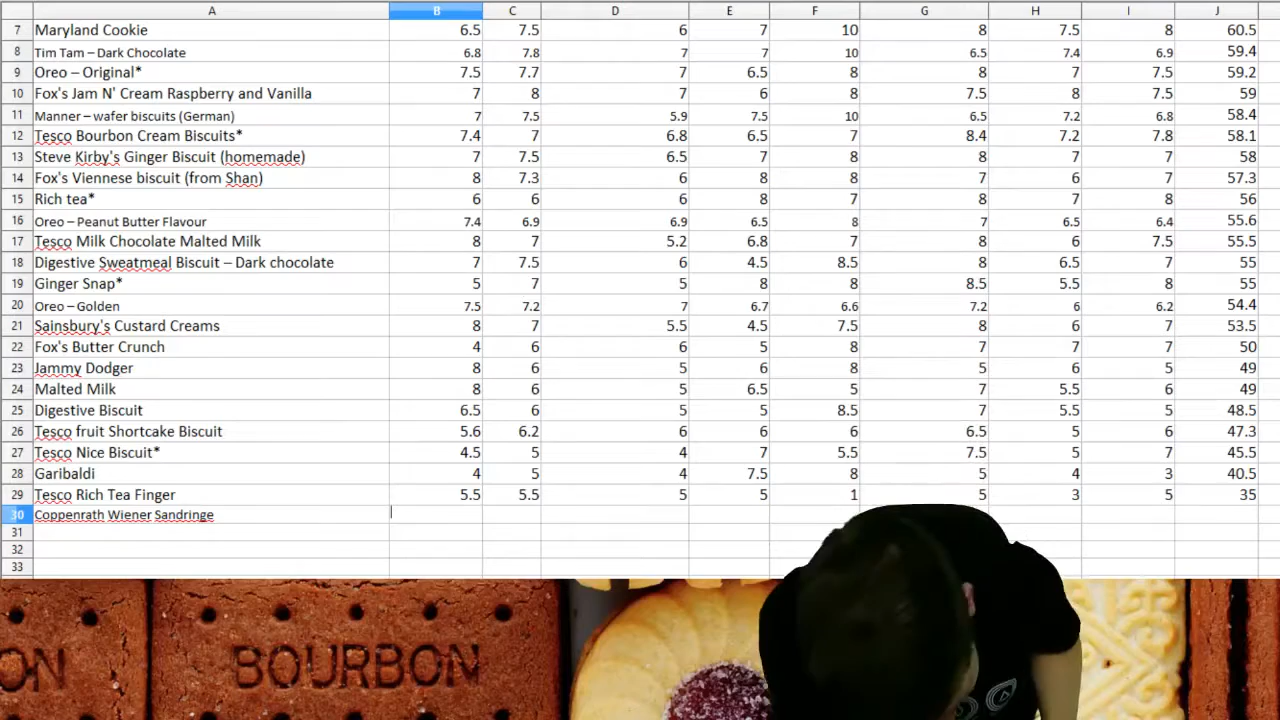 A B C D E F G H I J
7 Maryland Cookie 6.5 7.5 6 7 10 8 7.5 8 60.5
8 Tim Tam – Dark Chocolate 6.8 7.8 7 7 10 6.5 7.4 6.9 59.4
9 Oreo – Original* 7.5 7.7 7 6.5 8 8 7 7.5 59.2
10 Fox's Jam N' Cream Raspberry and Vanilla 7 8 7 6 8 7.5 8 7.5 59
11 Manner – wafer biscuits (German) 7 7.5 5.9 7.5 10 6.5 7.2 6.8 58.4
12 Tesco Bourbon Cream Biscuits* 7.4 7 6.8 6.5 7 8.4 7.2 7.8 58.1
13 Steve Kirby's Ginger Biscuit (homemade) 7 7.5 6.5 7 8 8 7 7 58
14 Fox's Viennese biscuit (from Shan) 8 7.3 6 8 8 7 6 7 57.3
15 Rich tea* 6 6 6 8 7 8 7 8 56
16 Oreo – Peanut Butter Flavour 7.4 6.9 6.9 6.5 8 7 6.5 6.4 55.6
17 Tesco Milk Chocolate Malted Milk 8 7 5.2 6.8 7 8 6 7.5 55.5
18 Digestive Sweatmeal Biscuit – Dark chocolate 7 7.5 6 4.5 8.5 8 6.5 7 55
19 Ginger Snap* 5 7 5 8 8 8.5 5.5 8 55
20 Oreo – Golden 7.5 7.2 7 6.7 6.6 7.2 6 6.2 54.4
21 Sainsbury's Custard Creams 8 7 5.5 4.5 7.5 8 6 7 53.5
22 Fox's Butter Crunch 4 6 6 5 8 7 7 7 50
23 Jammy Dodger 8 6 5 6 8 5 6 5 49
24 Malted Milk 8 6 5 6.5 5 7 5.5 6 49
25 Digestive Biscuit 6.5 6 5 5 8.5 7 5.5 5 48.5
26 Tesco fruit Shortcake Biscuit 5.6 6.2 6 6 6 6.5 5 6 47.3
27 Tesco Nice Biscuit* 4.5 5 4 7 5.5 7.5 5 7 45.5
28 Garibaldi 4 5 4 7.5 8 5 4 3 40.5
29 Tesco Rich Tea Finger 5.5 5.5 5 5 1 5 3 5 35
30 Coppenrath Wiener Sandringe
31
32
33
BOURBON